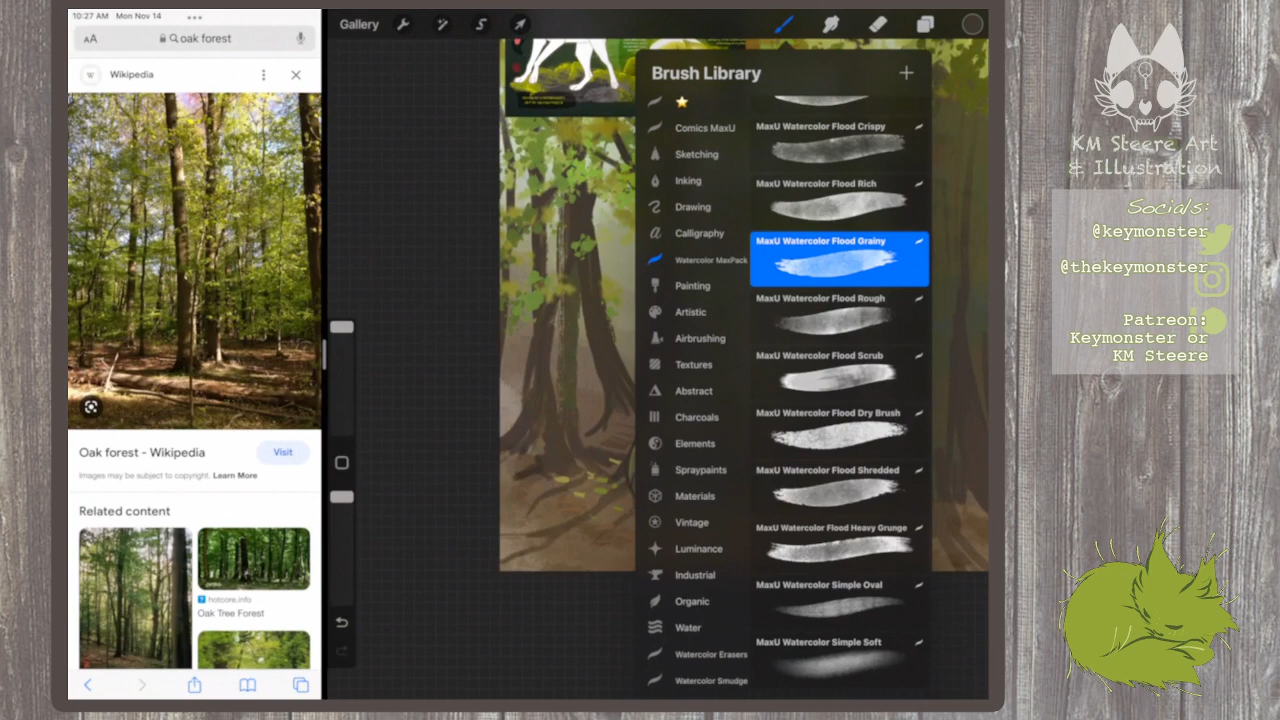 10:27 AM Mon Nov 14
AA
oak forest
W
Wikipedia
Oak forest - Wikipedia
Visit
Images may be subject to copyright. Learn More
Related content
hotcore.info
Oak Tree Forest
Gallery
Brush Library
Comics MaxU
Sketching
Inking
Drawing
Calligraphy
Watercolor MaxPack
Painting
Artistic
Airbrushing
Textures
Abstract
Charcoals
Elements
Spraypaints
Materials
Vintage
Luminance
Industrial
Organic
Water
Watercolor Erasers
Watercolor Smudge
MaxU Watercolor Flood Crispy
MaxU Watercolor Flood Rich
MaxU Watercolor Flood Grainy
MaxU Watercolor Flood Rough
MaxU Watercolor Flood Scrub
MaxU Watercolor Flood Dry Brush
MaxU Watercolor Flood Shredded
MaxU Watercolor Flood Heavy Grunge
MaxU Watercolor Simple Oval
MaxU Watercolor Simple Soft
KM Steere Art
& Illustration
Socials:
@keymonster
@thekeymonster
Patreon:
Keymonster or
KM Steere